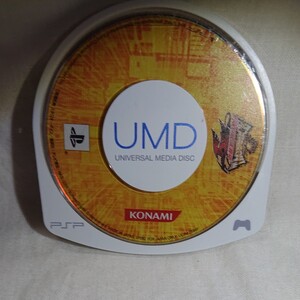 UMD
UNIVERSAL MEDIA DISC
KONAMI
PSP